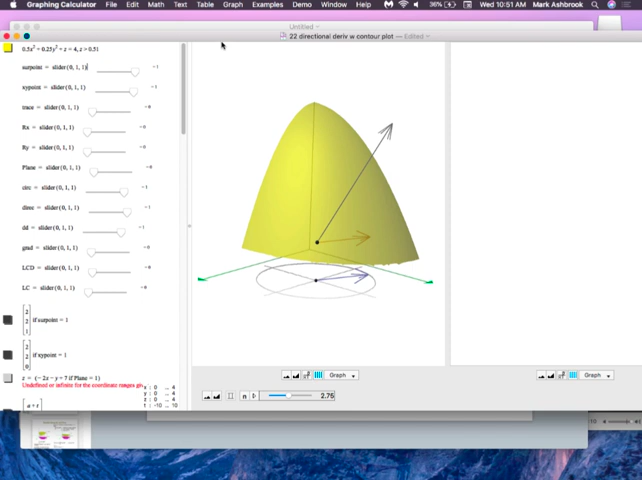 Graphing Calculator File Edit Math Text Table Graph Examples Demo Window Help 36% Wed 10:51 AM Mark Ashbrook
Untitled
22 directional deriv w contour plot — Edited
0.5x² + 0.25y² + z = 4, z > 0.51
surpoint = slider (0, 1, 1) = 1
xypoint = slider (0, 1, 1) = 1
trace = slider (0, 1, 1) = 0
Rx = slider (0, 1, 1) = 0
Ry = slider (0, 1, 1) = 0
Plane = slider (0, 1, 1) = 0
circ = slider (0, 1, 1) = 1
direc = slider (0, 1, 1) = 1
dd = slider (0, 1, 1) = 1
grad = slider (0, 1, 1) = 0
LCD = slider (0, 1, 1) = 0
LC = slider (0, 1, 1) = 0
2
2 if surpoint = 1
1
2
2 if xypoint = 1
0
z = (−2x − y + 7 if Plane = 1)
Undefined or infinite for the coordinate ranges
x : 0 ... 4
y : 0 ... 4
z : 0 ... 4
t : -10 ... 10
a + t
Graph
n 2.75
Graph